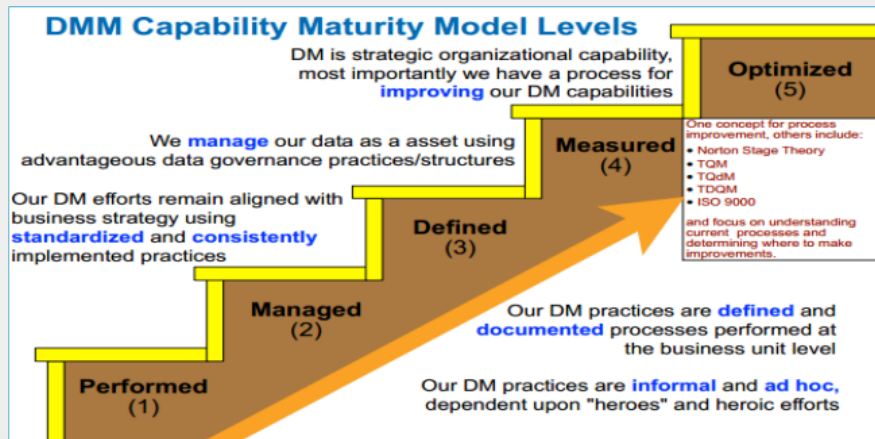 DMM Capability Maturity Model Levels
DM is strategic organizational capability,
most importantly we have a process for
improving our DM capabilities
Optimized
(5)
We manage our data as a asset using
advantageous data governance practices/structures
Measured
(4)
One concept for process
improvement, others include:
• Norton Stage Theory
• TQM
• TQdM
• TDQM
• ISO 9000
and focus on understanding
current processes and
determining where to make
improvements.
Our DM efforts remain aligned with
business strategy using
standardized and consistently
implemented practices
Defined
(3)
Managed
(2)
Our DM practices are defined and
documented processes performed at
the business unit level
Performed
(1)
Our DM practices are informal and ad hoc,
dependent upon "heroes" and heroic efforts